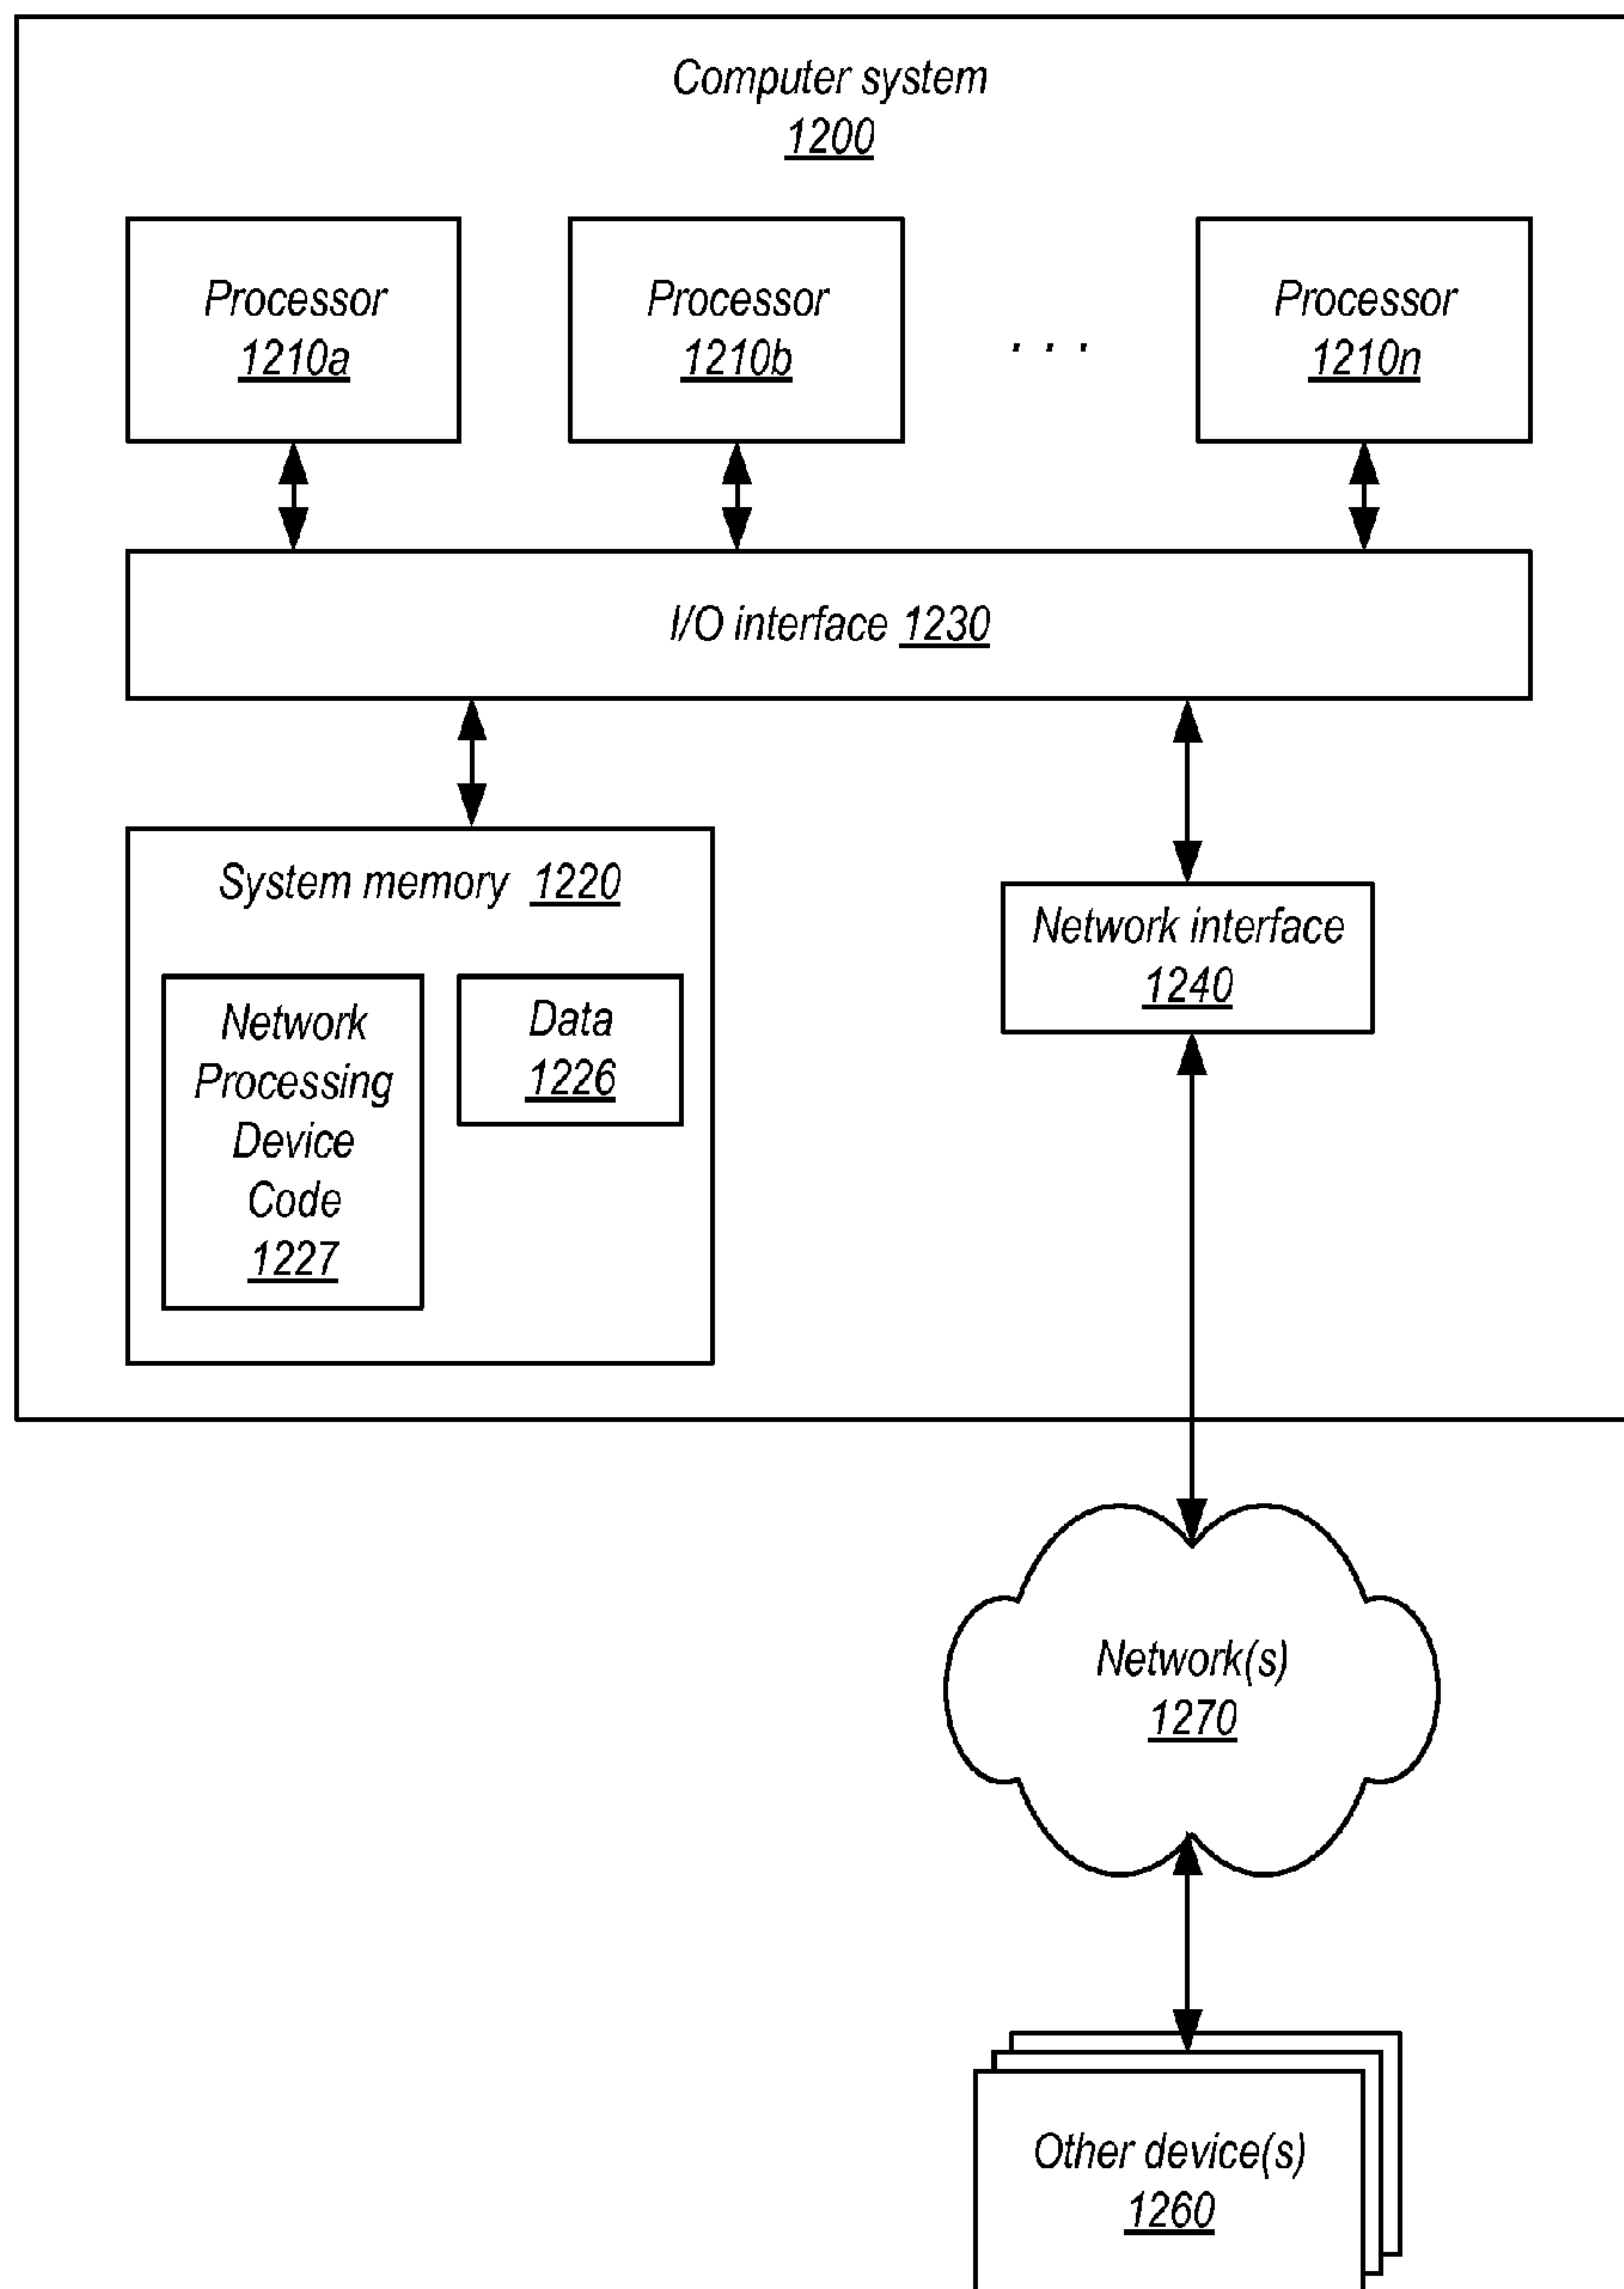 Computer system
1200
Processor
1210a
Processor
1210b
. . .
Processor
1210n
I/O interface 1230
System memory 1220
Network
Processing
Device
Code
1227
Data
1226
Network interface
1240
Network(s)
1270
Other device(s)
1260